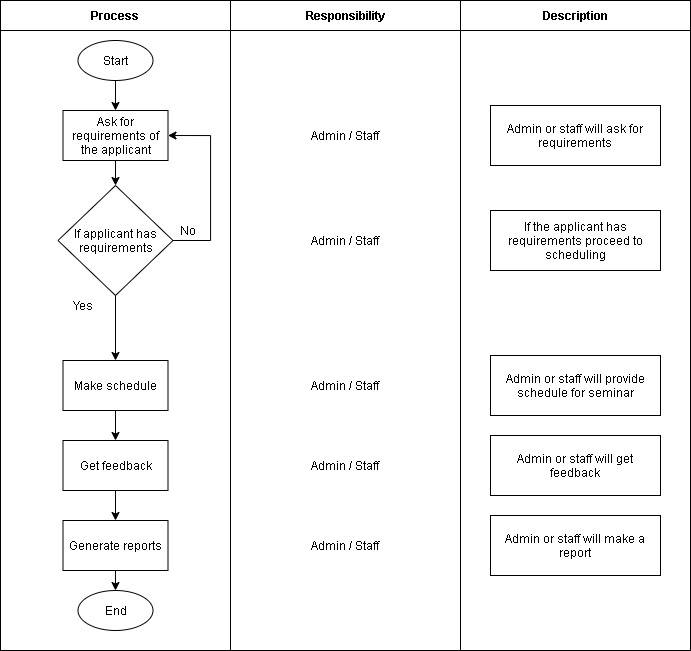 Process
Responsibility
Description
Start
Ask for
requirements of
the applicant
Admin / Staff
Admin or staff will ask for
requirements
If applicant has
requirements
No
Yes
Admin / Staff
If the applicant has
requirements proceed to
scheduling
Make schedule
Admin / Staff
Admin or staff will provide
schedule for seminar
Get feedback
Admin / Staff
Admin or staff will get
feedback
Generate reports
Admin / Staff
Admin or staff will make a
report
End